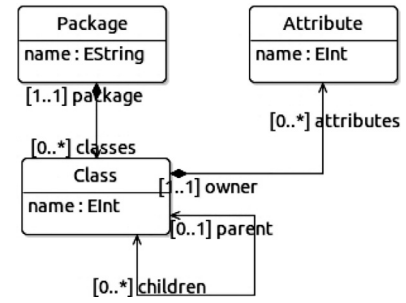 Package
name : EString
Attribute
name : EInt
[1..1] package
[0..*] attributes
[0..*] classes
Class
name : EInt
[1..1] owner
[0..1] parent
[0..*] children